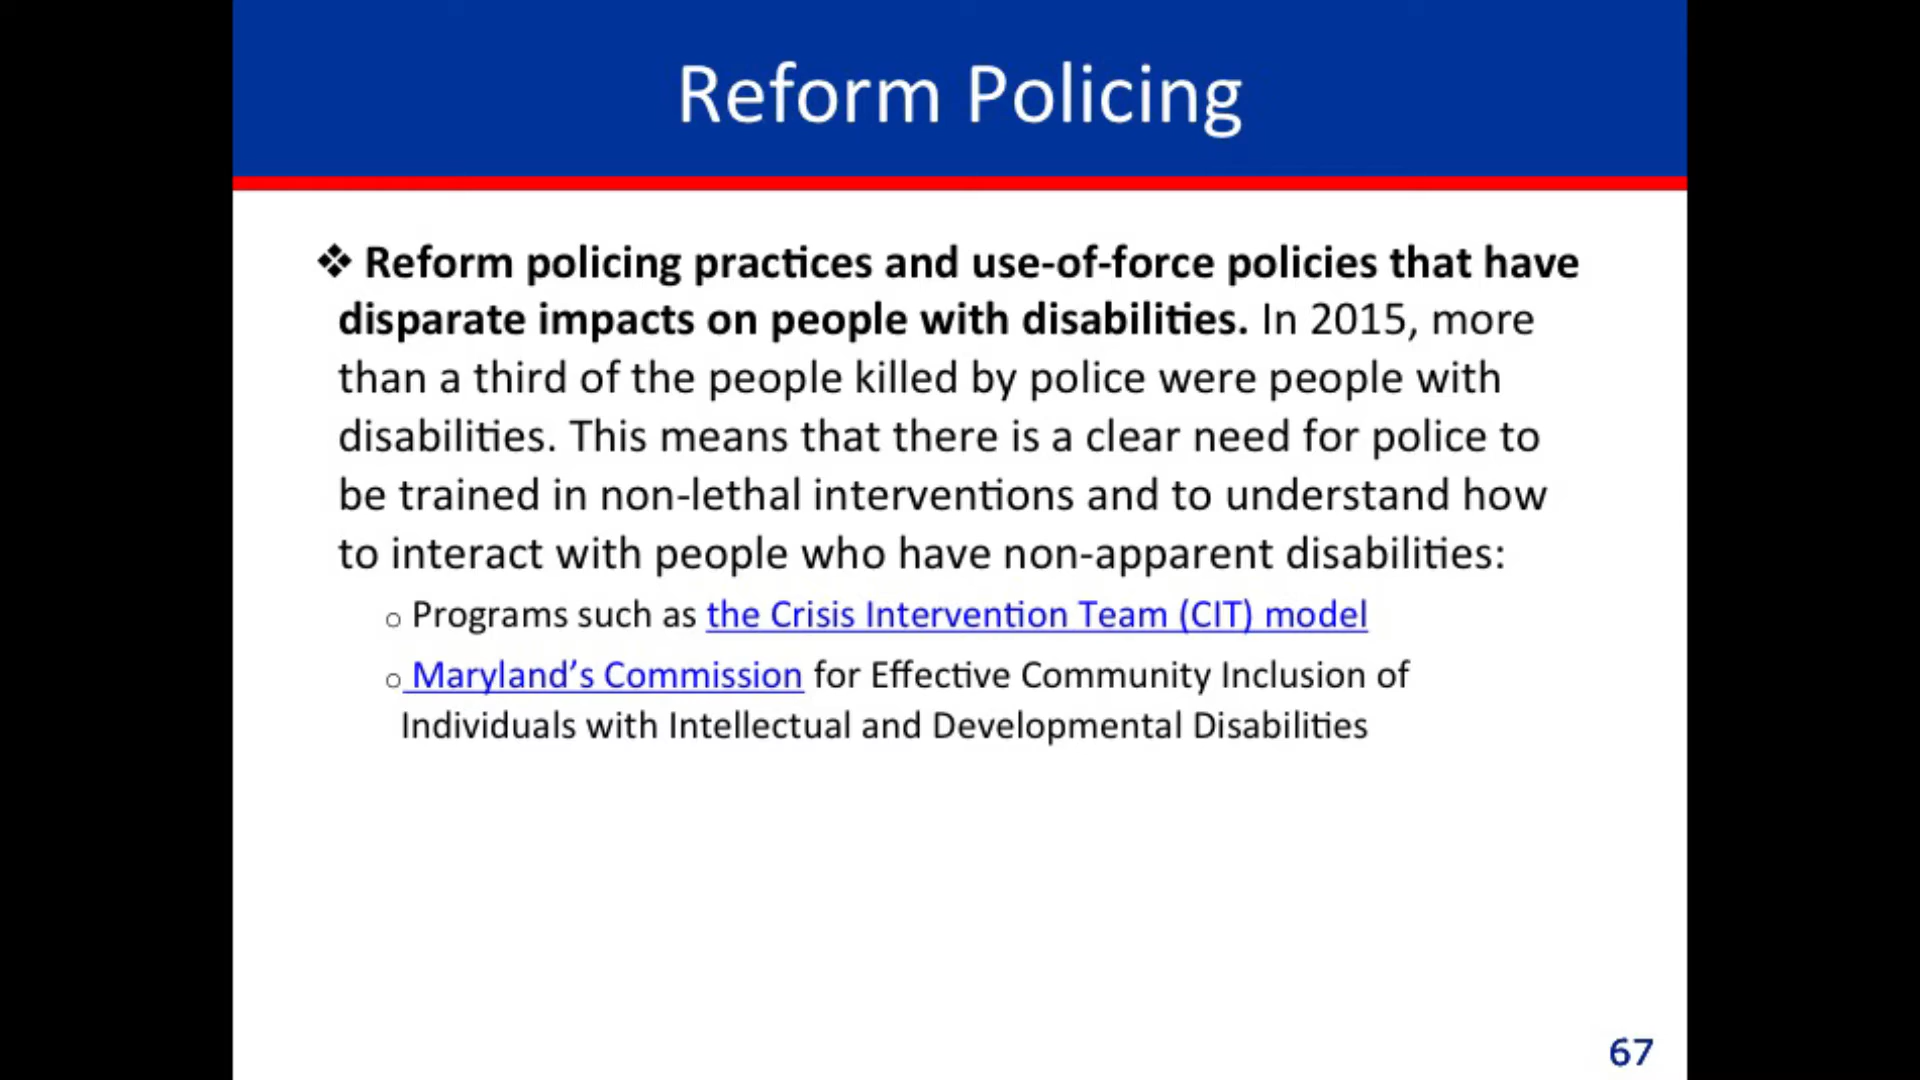 Reform Policing
❖ Reform policing practices and use-of-force policies that have
disparate impacts on people with disabilities. In 2015, more
than a third of the people killed by police were people with
disabilities. This means that there is a clear need for police to
be trained in non-lethal interventions and to understand how
to interact with people who have non-apparent disabilities:
o Programs such as the Crisis Intervention Team (CIT) model
o Maryland’s Commission for Effective Community Inclusion of
Individuals with Intellectual and Developmental Disabilities
67